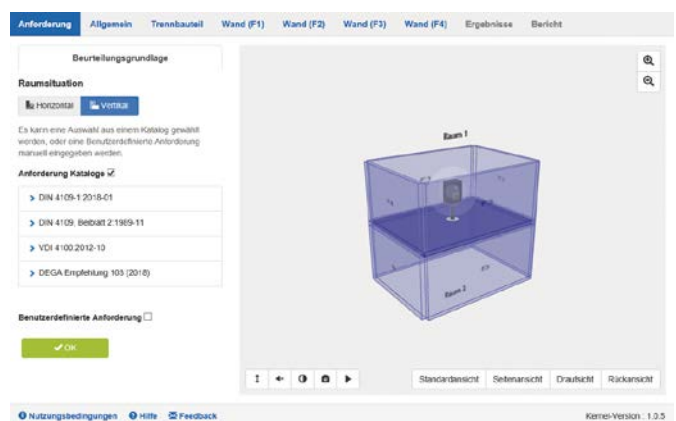 Anforderung Allgemein Trennbauteil Wand (F1) Wand (F2) Wand (F3) Wand (F4) Ergebnisse Bericht
Beurteilungsgrundlage
Raumsituation
Horizontal Vertikal
Es kann eine Auswahl aus einem Katalog gewählt
werden, oder eine Benutzerdefinierte Anforderung
manuell eingegeben werden.
Anforderung Kataloge
DIN 4109-1:2018-01
DIN 4109, Beiblatt 2:1989-11
VDI 4100:2012-10
DEGA Empfehlung 103 (2018)
Benutzerdefinierte Anforderung
OK
Raum 1
Raum 2
Standardansicht Seitenansicht Draufsicht Rückansicht
Nutzungsbedingungen Hilfe Feedback Kernel-Version : 1.0.5